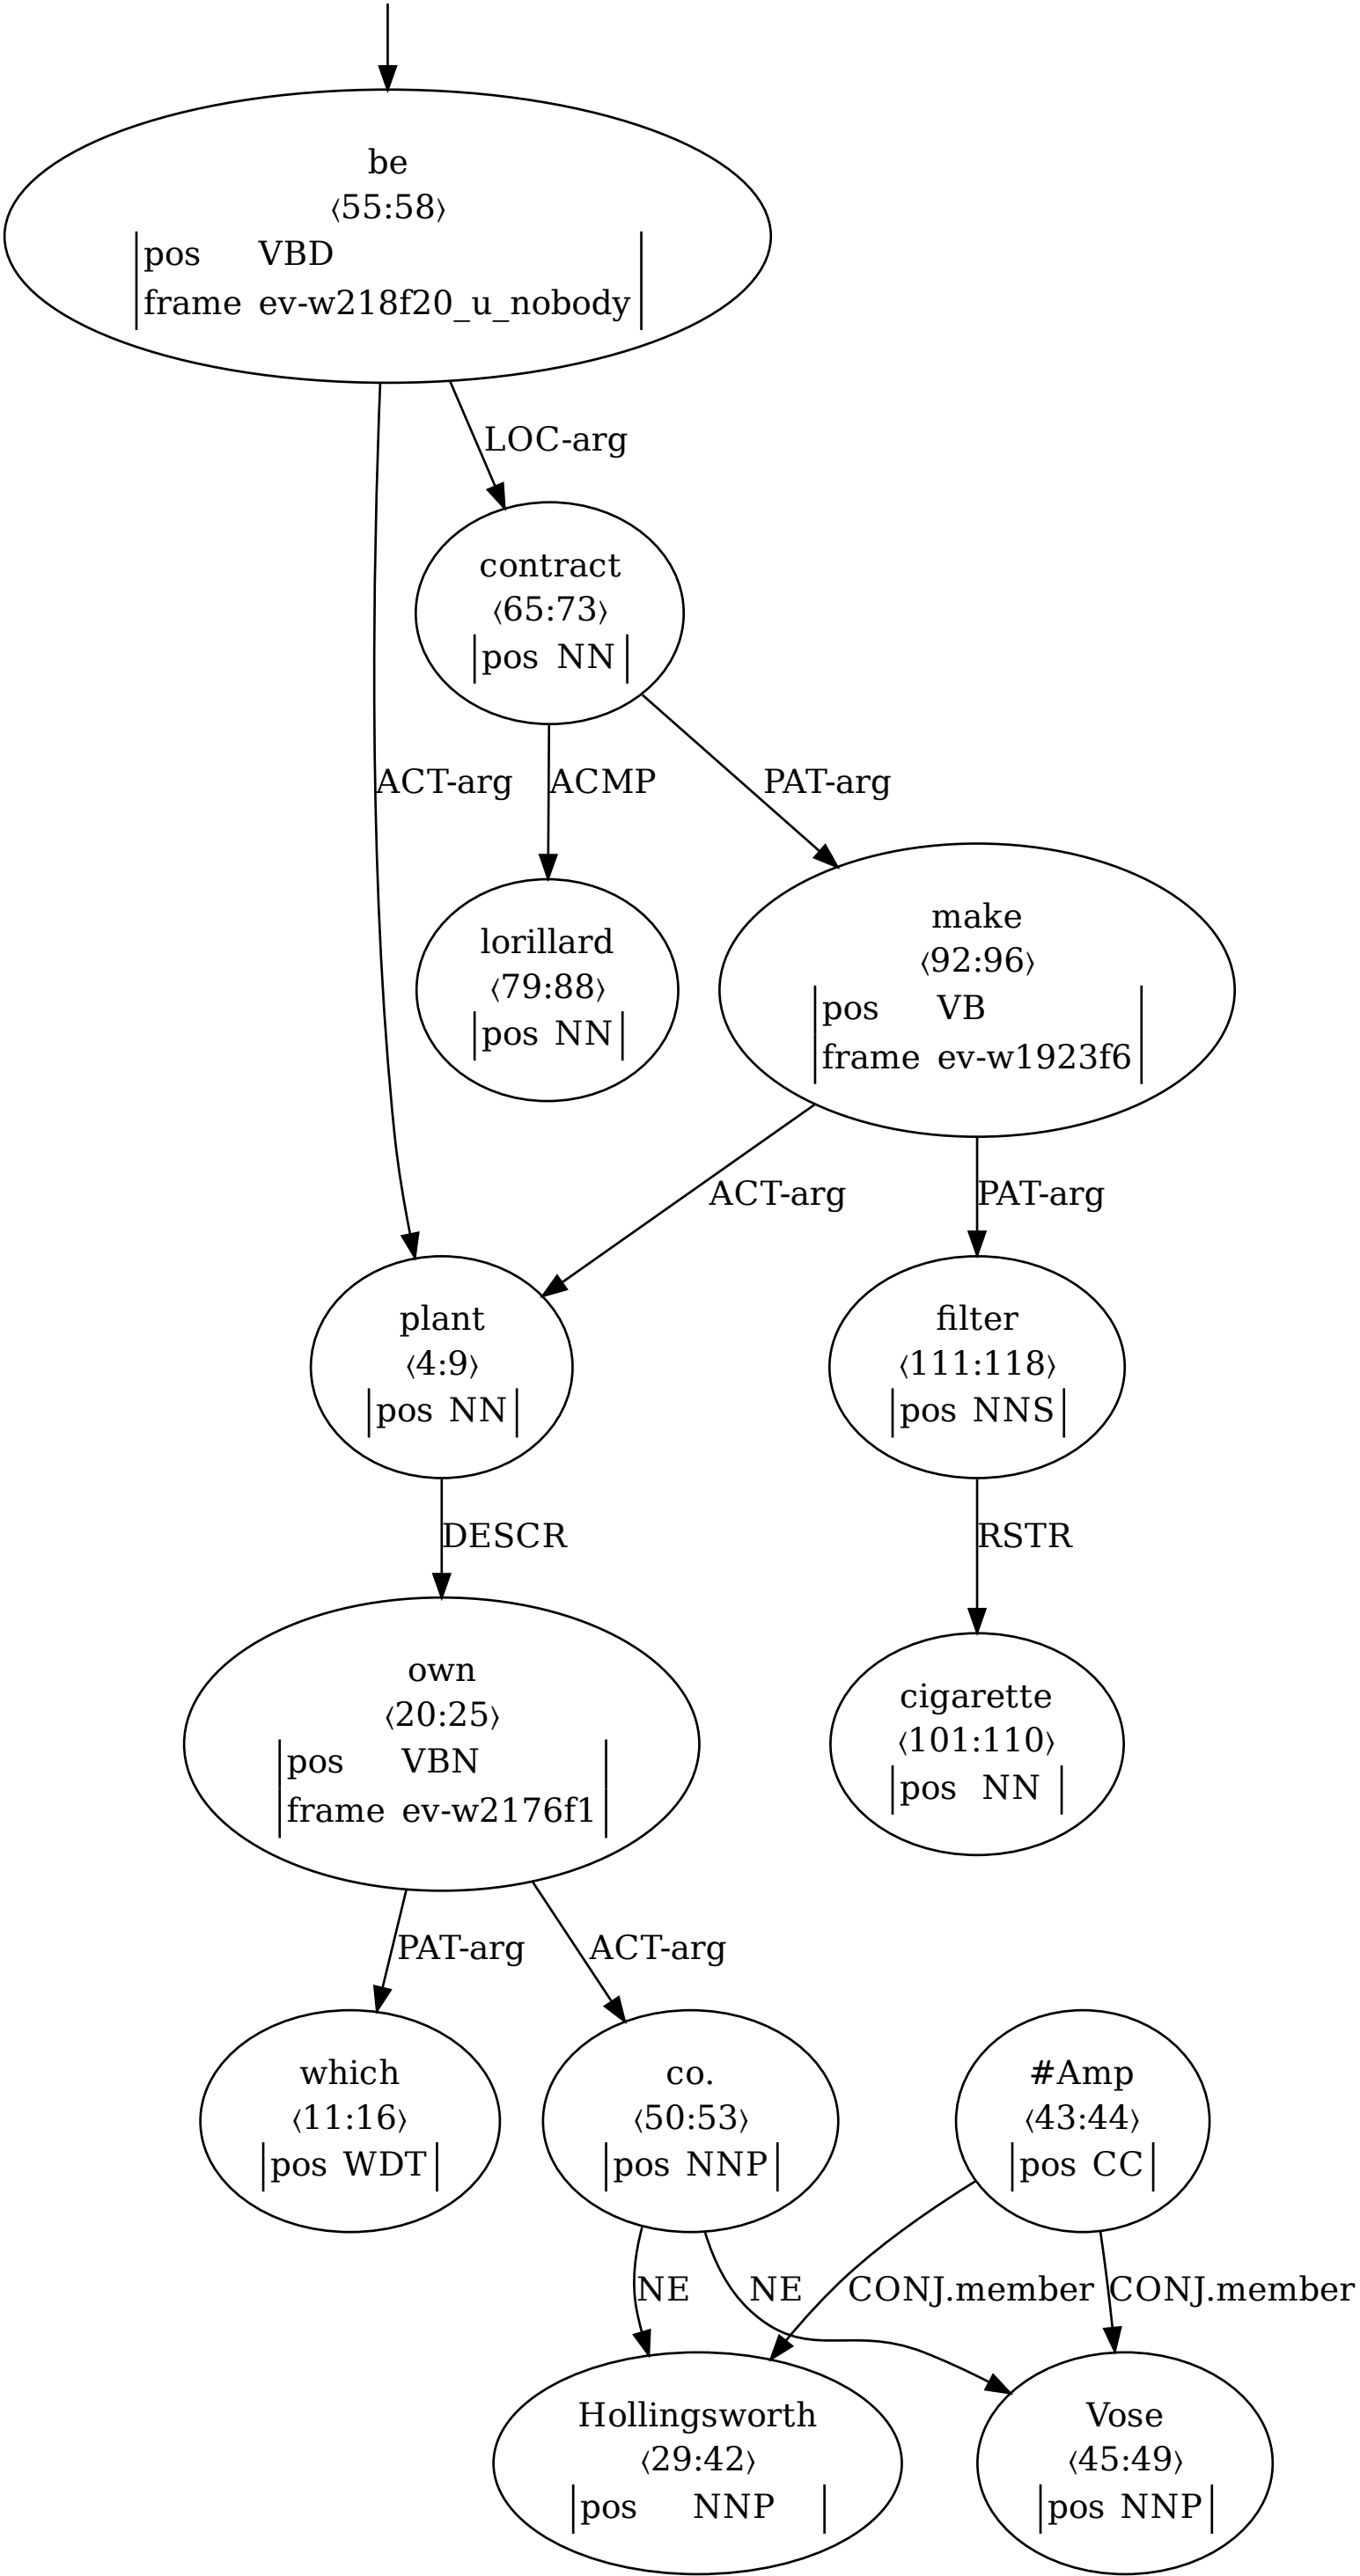 be
⟨55:58⟩
pos VBD
frame ev-w218f20_u_nobody
LOC-arg
contract
⟨65:73⟩
pos NN
ACT-arg
ACMP
PAT-arg
lorillard
⟨79:88⟩
pos NN
make
⟨92:96⟩
pos VB
frame ev-w1923f6
ACT-arg
PAT-arg
plant
⟨4:9⟩
pos NN
filter
⟨111:118⟩
pos NNS
DESCR
RSTR
own
⟨20:25⟩
pos VBN
frame ev-w2176f1
cigarette
⟨101:110⟩
pos NN
PAT-arg
ACT-arg
which
⟨11:16⟩
pos WDT
co.
⟨50:53⟩
pos NNP
#Amp
⟨43:44⟩
pos CC
NE
NE
CONJ.member
CONJ.member
Hollingsworth
⟨29:42⟩
pos NNP
Vose
⟨45:49⟩
pos NNP